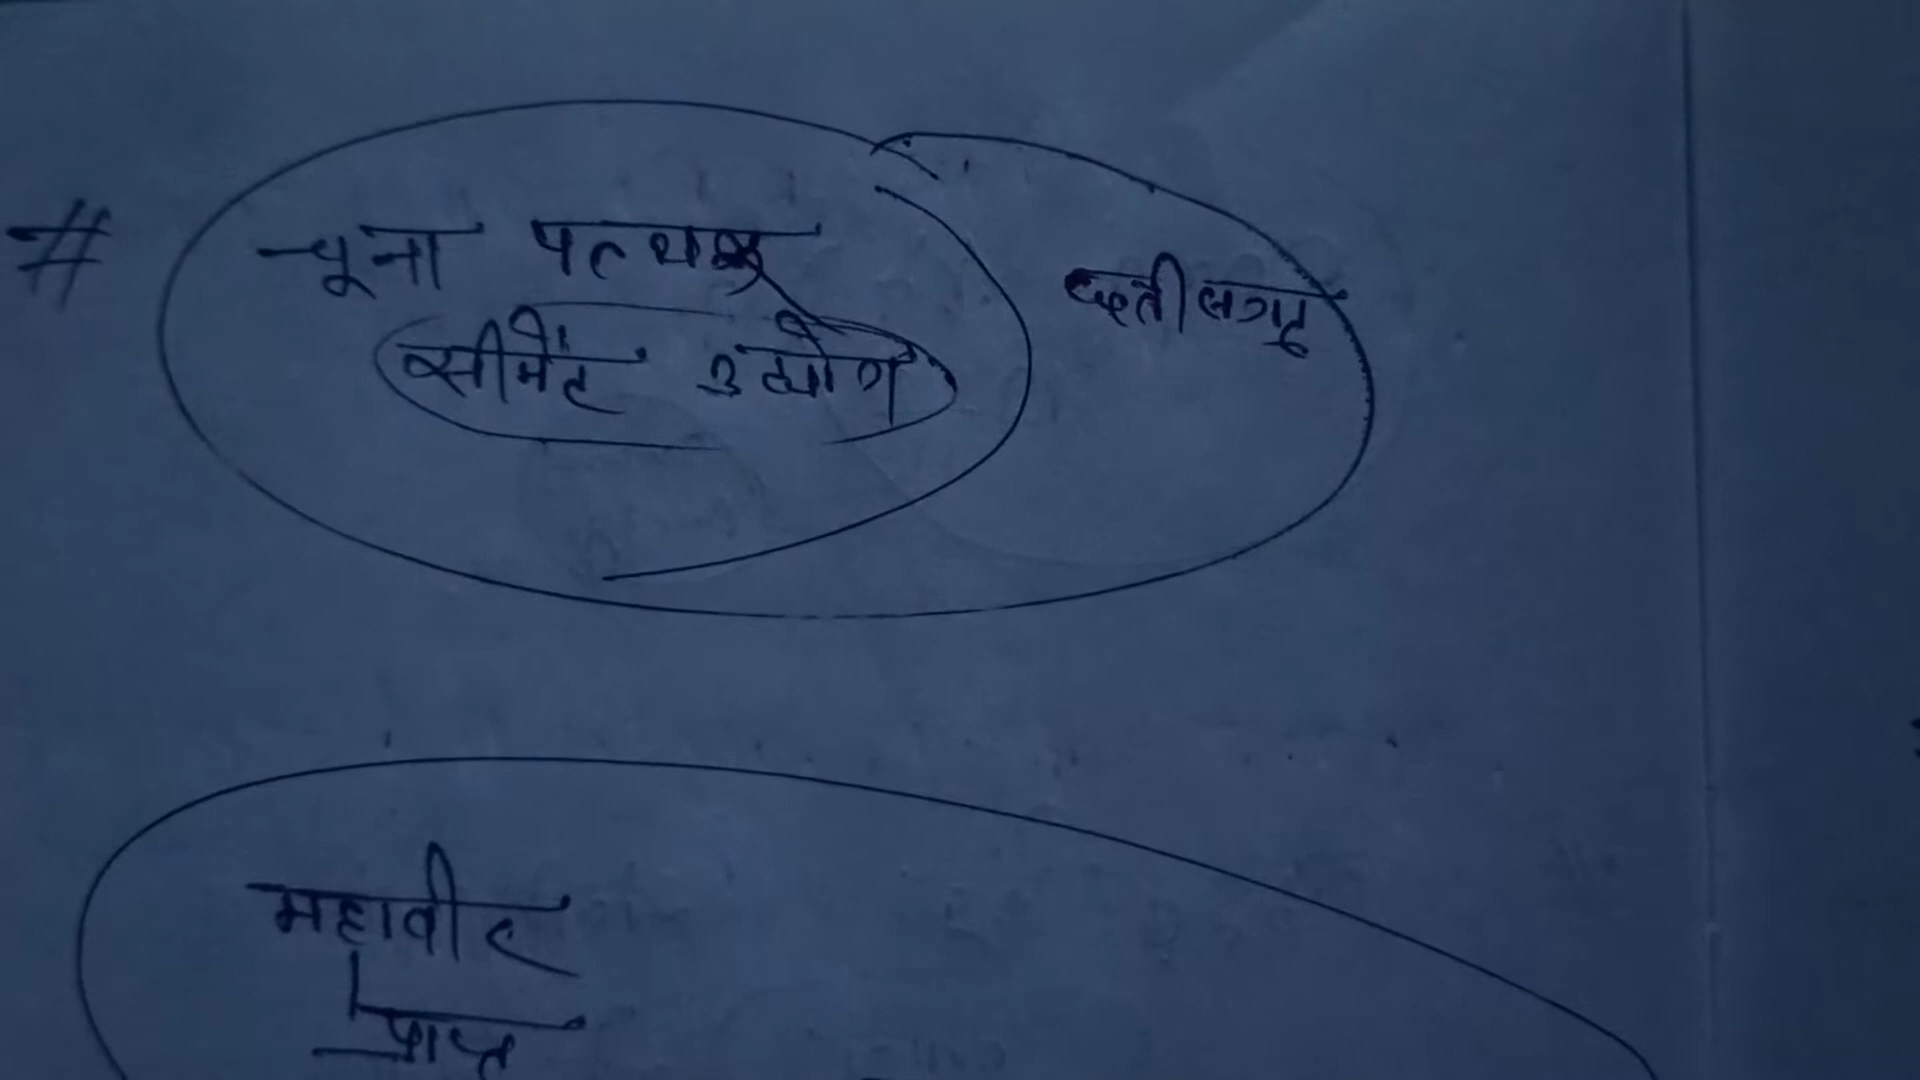 # चूना पत्थर
सीमेंट उद्योग
छत्तीसगढ़
महावीर
प्राप्त